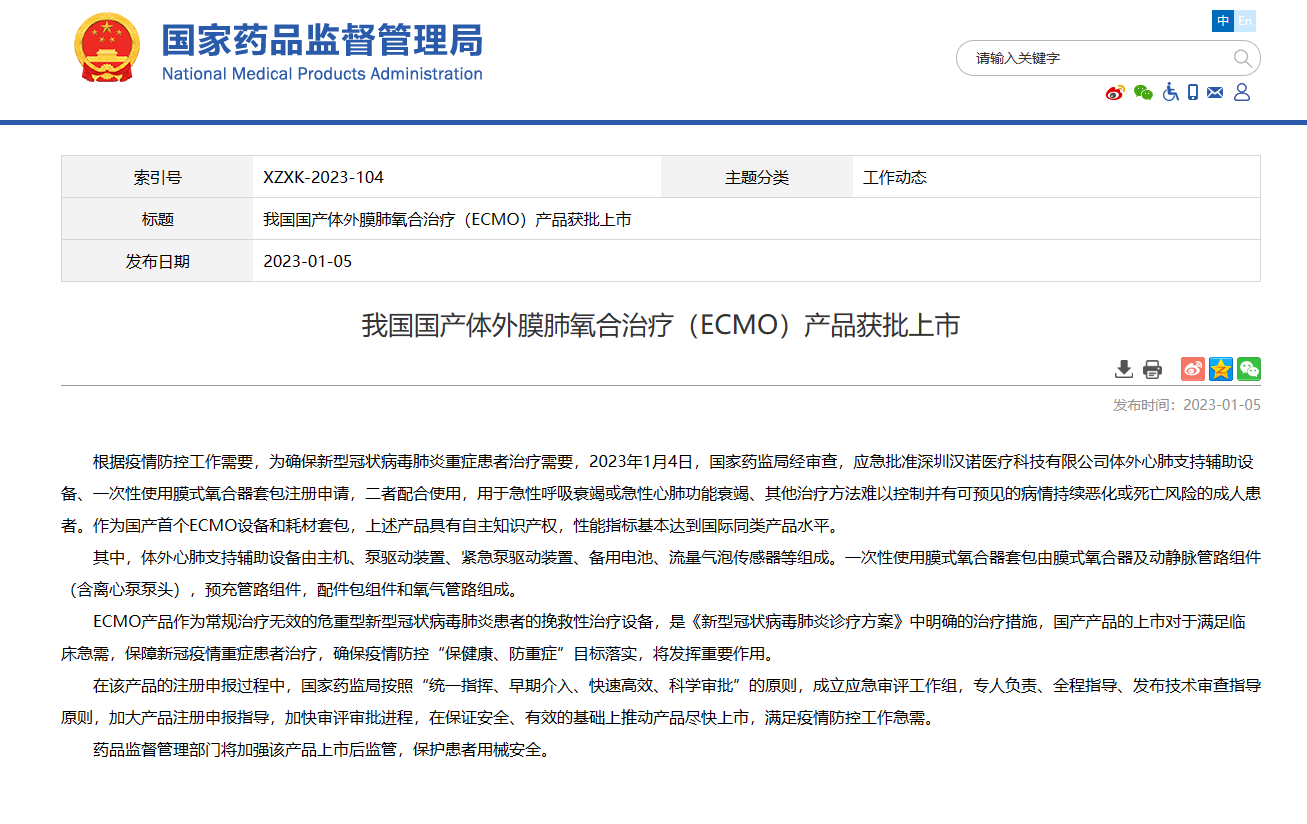 国家药品监督管理局
National Medical Products Administration
中 En
请输入关键字
索引号 XZXK-2023-104 主题分类 工作动态
标题 我国国产体外膜肺氧合治疗（ECMO）产品获批上市
发布日期 2023-01-05
我国国产体外膜肺氧合治疗（ECMO）产品获批上市
发布时间：2023-01-05
根据疫情防控工作需要，为确保新型冠状病毒肺炎重症患者治疗需要，2023年1月4日，国家药监局经审查，应急批准深圳汉诺医疗科技有限公司体外心肺支持辅助设
备、一次性使用膜式氧合器套包注册申请，二者配合使用，用于急性呼吸衰竭或急性心肺功能衰竭、其他治疗方法难以控制并有可预见的病情持续恶化或死亡风险的成人患
者。作为国产首个ECMO设备和耗材套包，上述产品具有自主知识产权，性能指标基本达到国际同类产品水平。
其中，体外心肺支持辅助设备由主机、泵驱动装置、紧急泵驱动装置、备用电池、流量气泡传感器等组成。一次性使用膜式氧合器套包由膜式氧合器及动静脉管路组件
（含离心泵泵头），预充管路组件，配件包组件和氧气管路组成。
ECMO产品作为常规治疗无效的危重型新型冠状病毒肺炎患者的挽救性治疗设备，是《新型冠状病毒肺炎诊疗方案》中明确的治疗措施，国产产品的上市对于满足临
床急需，保障新冠疫情重症患者治疗，确保疫情防控“保健康、防重症”目标落实，将发挥重要作用。
在该产品的注册申报过程中，国家药监局按照“统一指挥、早期介入、快速高效、科学审批”的原则，成立应急审评工作组，专人负责、全程指导、发布技术审查指导
原则，加大产品注册申报指导，加快审评审批进程，在保证安全、有效的基础上推动产品尽快上市，满足疫情防控工作急需。
药品监督管理部门将加强该产品上市后监管，保护患者用械安全。